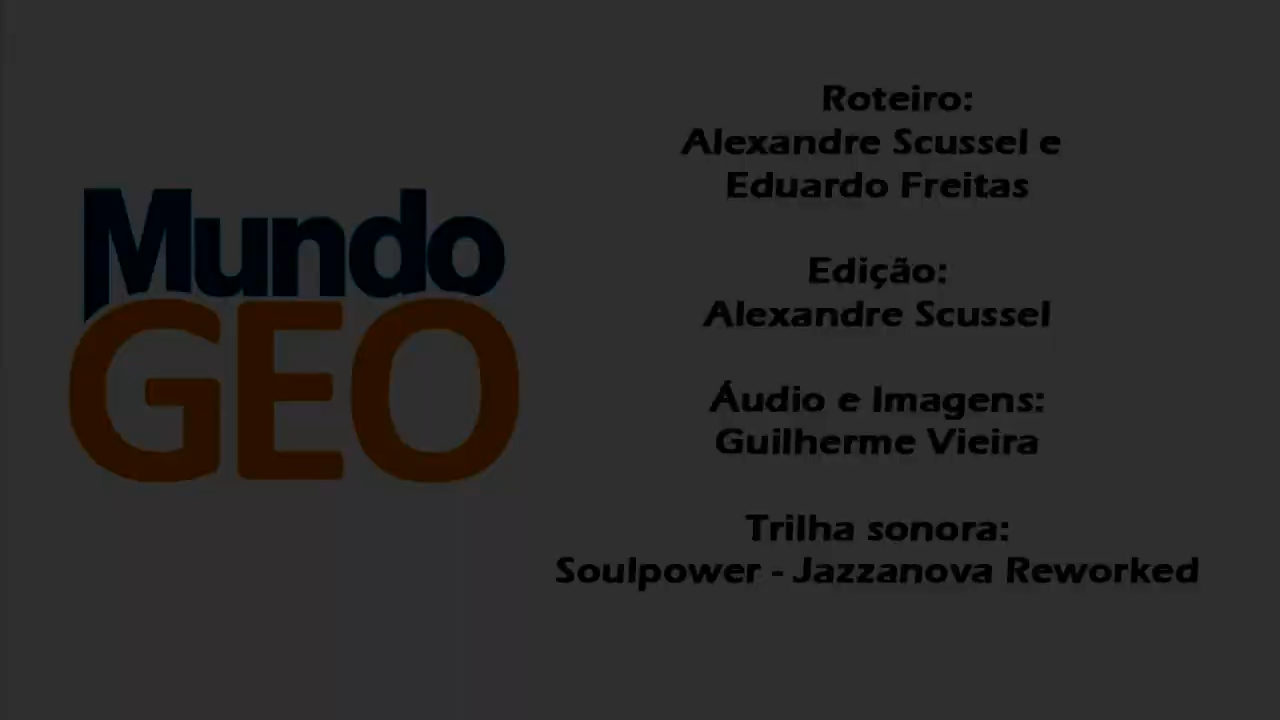 Mundo
GEO
Roteiro:
Alexandre Scussel e
Eduardo Freitas
Edição:
Alexandre Scussel
Áudio e Imagens:
Guilherme Vieira
Trilha sonora:
Soulpower - Jazzanova Reworked